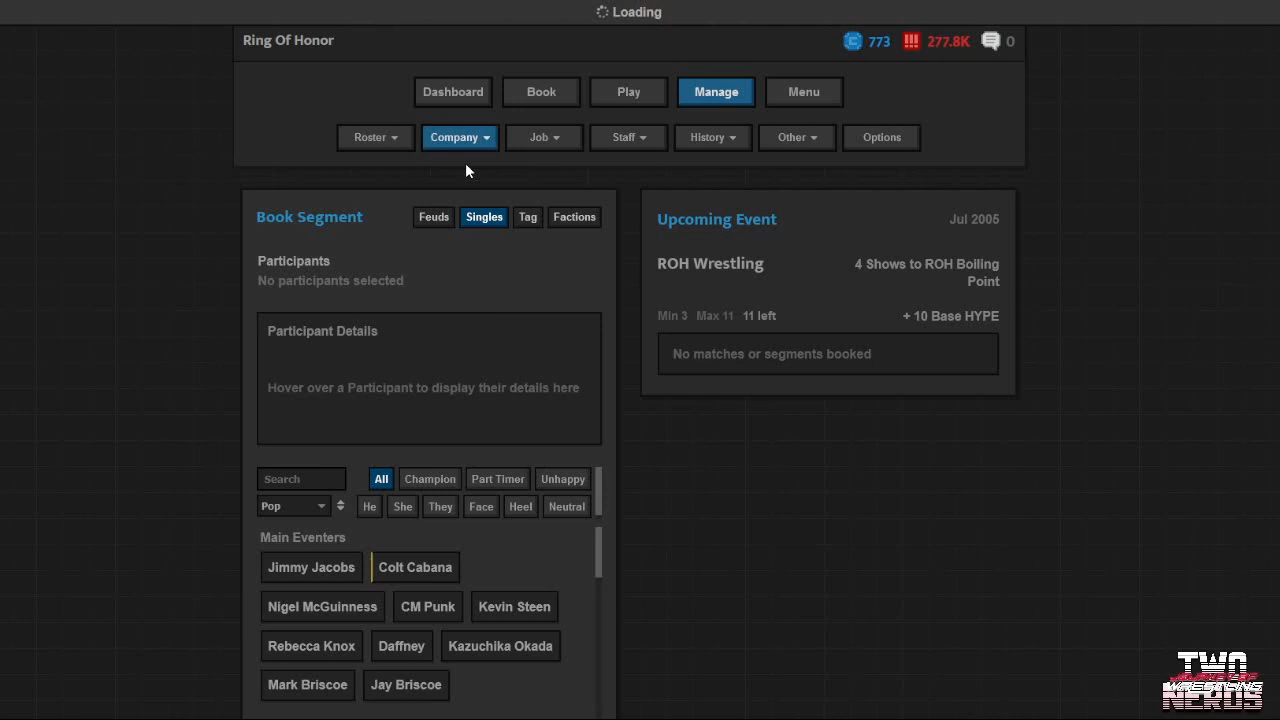 Loading
Ring Of Honor
773 277.8K 0
Dashboard Book Play Manage Menu
Roster Company Job Staff History Other Options
Book Segment Feuds Singles Tag Factions
Participants
No participants selected
Participant Details
Hover over a Participant to display their details here
Search All Champion Part Timer Unhappy
Pop He She They Face Heel Neutral
Main Eventers
Jimmy Jacobs Colt Cabana
Nigel McGuinness CM Punk Kevin Steen
Rebecca Knox Daffney Kazuchika Okada
Mark Briscoe Jay Briscoe
Upcoming Event Jul 2005
ROH Wrestling 4 Shows to ROH Boiling
Point
Min 3 Max 11 11 left + 10 Base HYPE
No matches or segments booked
TWO
WRESTLING
NERDS